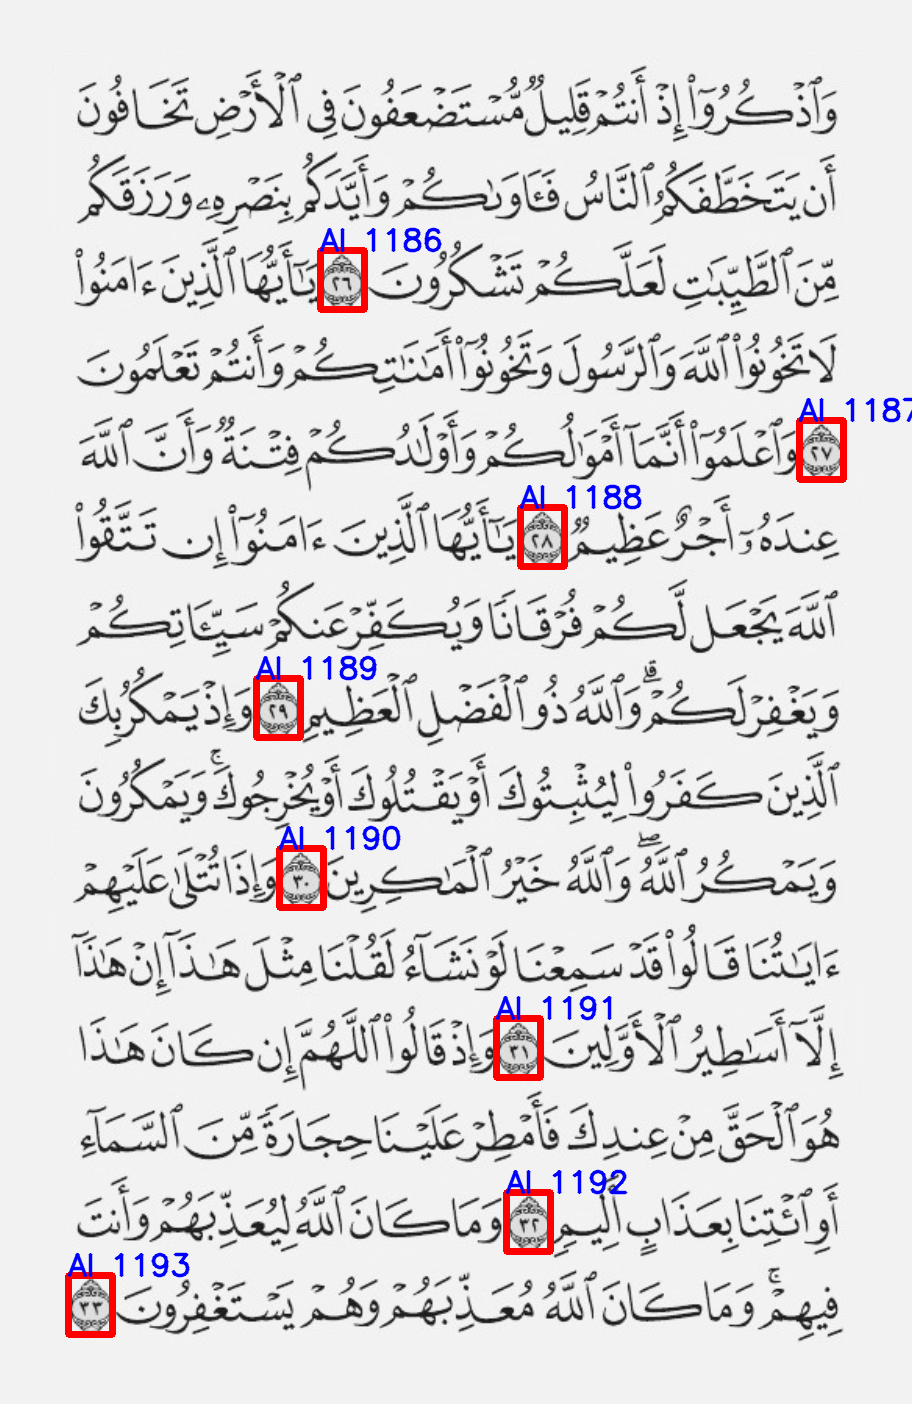 وَٱذْكُرُوٓا۟ إِذْ أَنتُمْ قَلِيلٌ مُّسْتَضْعَفُونَ فِى ٱلْأَرْضِ تَخَافُونَ
أَن يَتَخَطَّفَكُمُ ٱلنَّاسُ فَـَٔاوَىٰكُمْ وَأَيَّدَكُم بِنَصْرِهِۦ وَرَزَقَكُم
AI 1186
مِّنَ ٱلطَّيِّبَـٰتِ لَعَلَّكُمْ تَشْكُرُونَ ٢٦ يَـٰٓأَيُّهَا ٱلَّذِينَ ءَامَنُوا۟
لَا تَخُونُوا۟ ٱللَّهَ وَٱلرَّسُولَ وَتَخُونُوٓا۟ أَمَـٰنَـٰتِكُمْ وَأَنتُمْ تَعْلَمُونَ
AI 1187
٢٧ وَٱعْلَمُوٓا۟ أَنَّمَآ أَمْوَٰلُكُمْ وَأَوْلَـٰدُكُمْ فِتْنَةٌ وَأَنَّ ٱللَّهَ
AI 1188
عِندَهُۥٓ أَجْرٌ عَظِيمٌ ٢٨ يَـٰٓأَيُّهَا ٱلَّذِينَ ءَامَنُوٓا۟ إِن تَتَّقُوا۟
ٱللَّهَ يَجْعَل لَّكُمْ فُرْقَانًا وَيُكَفِّرْ عَنكُمْ سَيِّـَٔاتِكُمْ
AI 1189
وَيَغْفِرْ لَكُمْ ۗ وَٱللَّهُ ذُو ٱلْفَضْلِ ٱلْعَظِيمِ ٢٩ وَإِذْ يَمْكُرُ بِكَ
ٱلَّذِينَ كَفَرُوا۟ لِيُثْبِتُوكَ أَوْ يَقْتُلُوكَ أَوْ يُخْرِجُوكَ ۚ وَيَمْكُرُونَ
AI 1190
وَيَمْكُرُ ٱللَّهُ ۖ وَٱللَّهُ خَيْرُ ٱلْمَـٰكِرِينَ ٣٠ وَإِذَا تُتْلَىٰ عَلَيْهِمْ
ءَايَـٰتُنَا قَالُوا۟ قَدْ سَمِعْنَا لَوْ نَشَآءُ لَقُلْنَا مِثْلَ هَـٰذَآ إِنْ هَـٰذَآ
AI 1191
إِلَّآ أَسَـٰطِيرُ ٱلْأَوَّلِينَ ٣١ وَإِذْ قَالُوا۟ ٱللَّهُمَّ إِن كَانَ هَـٰذَا
هُوَ ٱلْحَقَّ مِنْ عِندِكَ فَأَمْطِرْ عَلَيْنَا حِجَارَةً مِّنَ ٱلسَّمَآءِ
AI 1192
أَوِ ٱئْتِنَا بِعَذَابٍ أَلِيمٍ ٣٢ وَمَا كَانَ ٱللَّهُ لِيُعَذِّبَهُمْ وَأَنتَ
AI 1193
فِيهِمْ ۚ وَمَا كَانَ ٱللَّهُ مُعَذِّبَهُمْ وَهُمْ يَسْتَغْفِرُونَ ٣٣